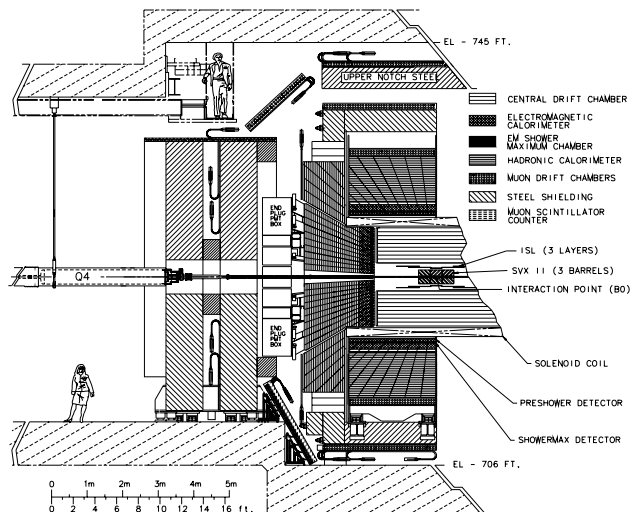 EL - 745 FT.
UPPER NOTCH STEEL
CENTRAL DRIFT CHAMBER
ELECTROMAGNETIC
CALORIMETER
EM SHOWER
MAXIMUM CHAMBER
HADRONIC CALORIMETER
MUON DRIFT CHAMBERS
STEEL SHIELDING
MUON SCINTILLATOR
COUNTER
END
PLUG
PMT
BOX
ISL (3 LAYERS)
Q4
SVX II (3 BARRELS)
INTERACTION POINT (B0)
END
PLUG
PMT
BOX
SOLENOID COIL
PRESHOWER DETECTOR
SHOWERMAX DETECTOR
EL - 706 FT.
0 1m 2m 3m 4m 5m
0 2 4 6 8 10 12 14 16 ft.